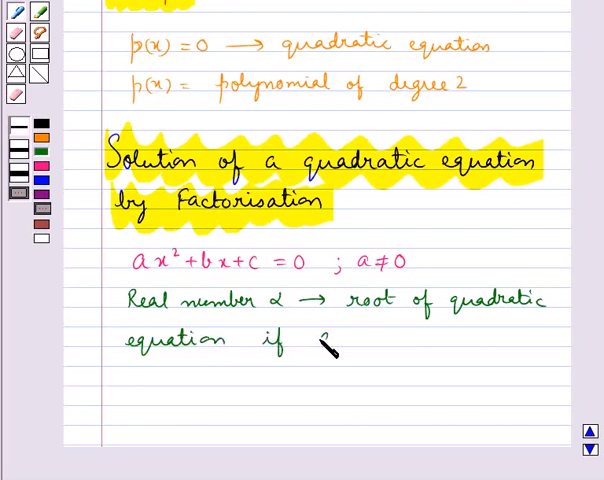 p(x) = 0 → quadratic equation
p(x) = polynomial of degree 2
Solution of a quadratic equation
by Factorisation
ax² + bx + c = 0 ; a ≠ 0
Real number α → root of quadratic
equation if